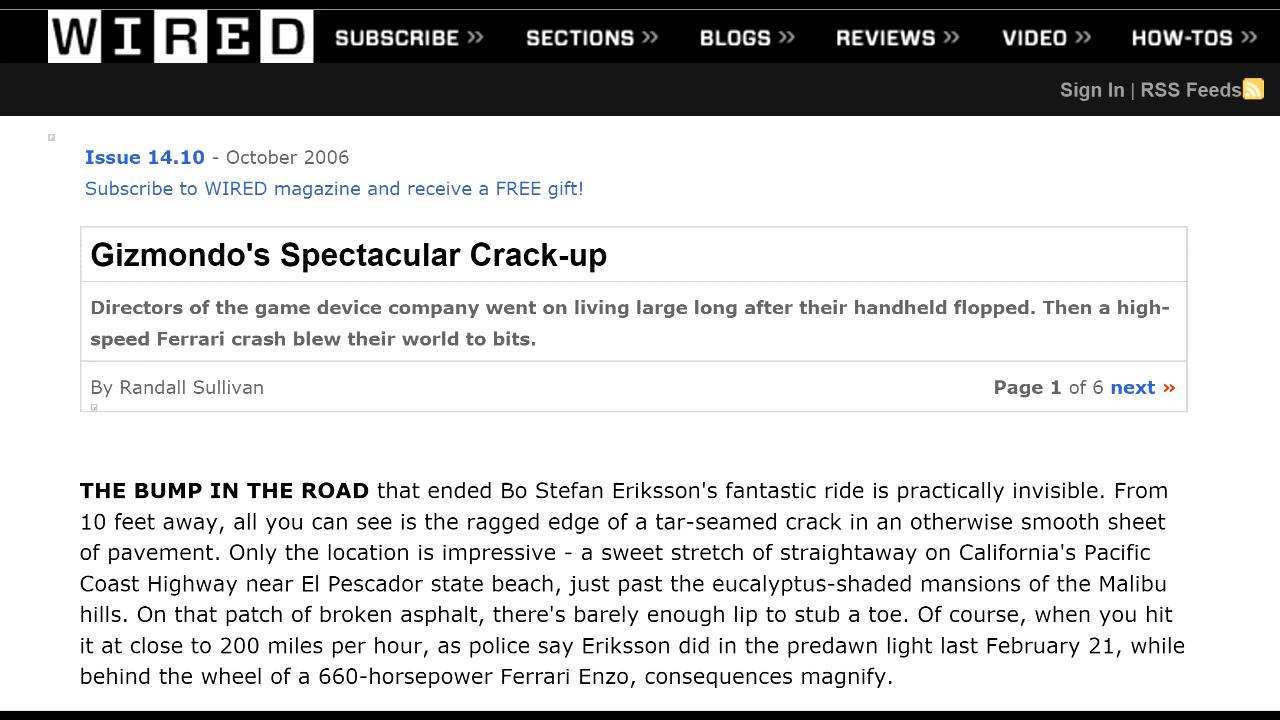 WIRED SUBSCRIBE » SECTIONS » BLOGS » REVIEWS » VIDEO » HOW-TOS »
Sign In | RSS Feeds
Issue 14.10 - October 2006
Subscribe to WIRED magazine and receive a FREE gift!
Gizmondo's Spectacular Crack-up
Directors of the game device company went on living large long after their handheld flopped. Then a high-
speed Ferrari crash blew their world to bits.
By Randall Sullivan Page 1 of 6 next »
THE BUMP IN THE ROAD that ended Bo Stefan Eriksson's fantastic ride is practically invisible. From
10 feet away, all you can see is the ragged edge of a tar-seamed crack in an otherwise smooth sheet
of pavement. Only the location is impressive - a sweet stretch of straightaway on California's Pacific
Coast Highway near El Pescador state beach, just past the eucalyptus-shaded mansions of the Malibu
hills. On that patch of broken asphalt, there's barely enough lip to stub a toe. Of course, when you hit
it at close to 200 miles per hour, as police say Eriksson did in the predawn light last February 21, while
behind the wheel of a 660-horsepower Ferrari Enzo, consequences magnify.